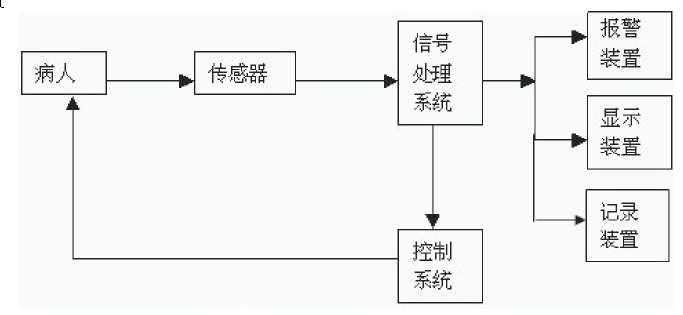 病人
传感器
信号
处理
系统
报警
装置
显示
装置
记录
装置
控制
系统